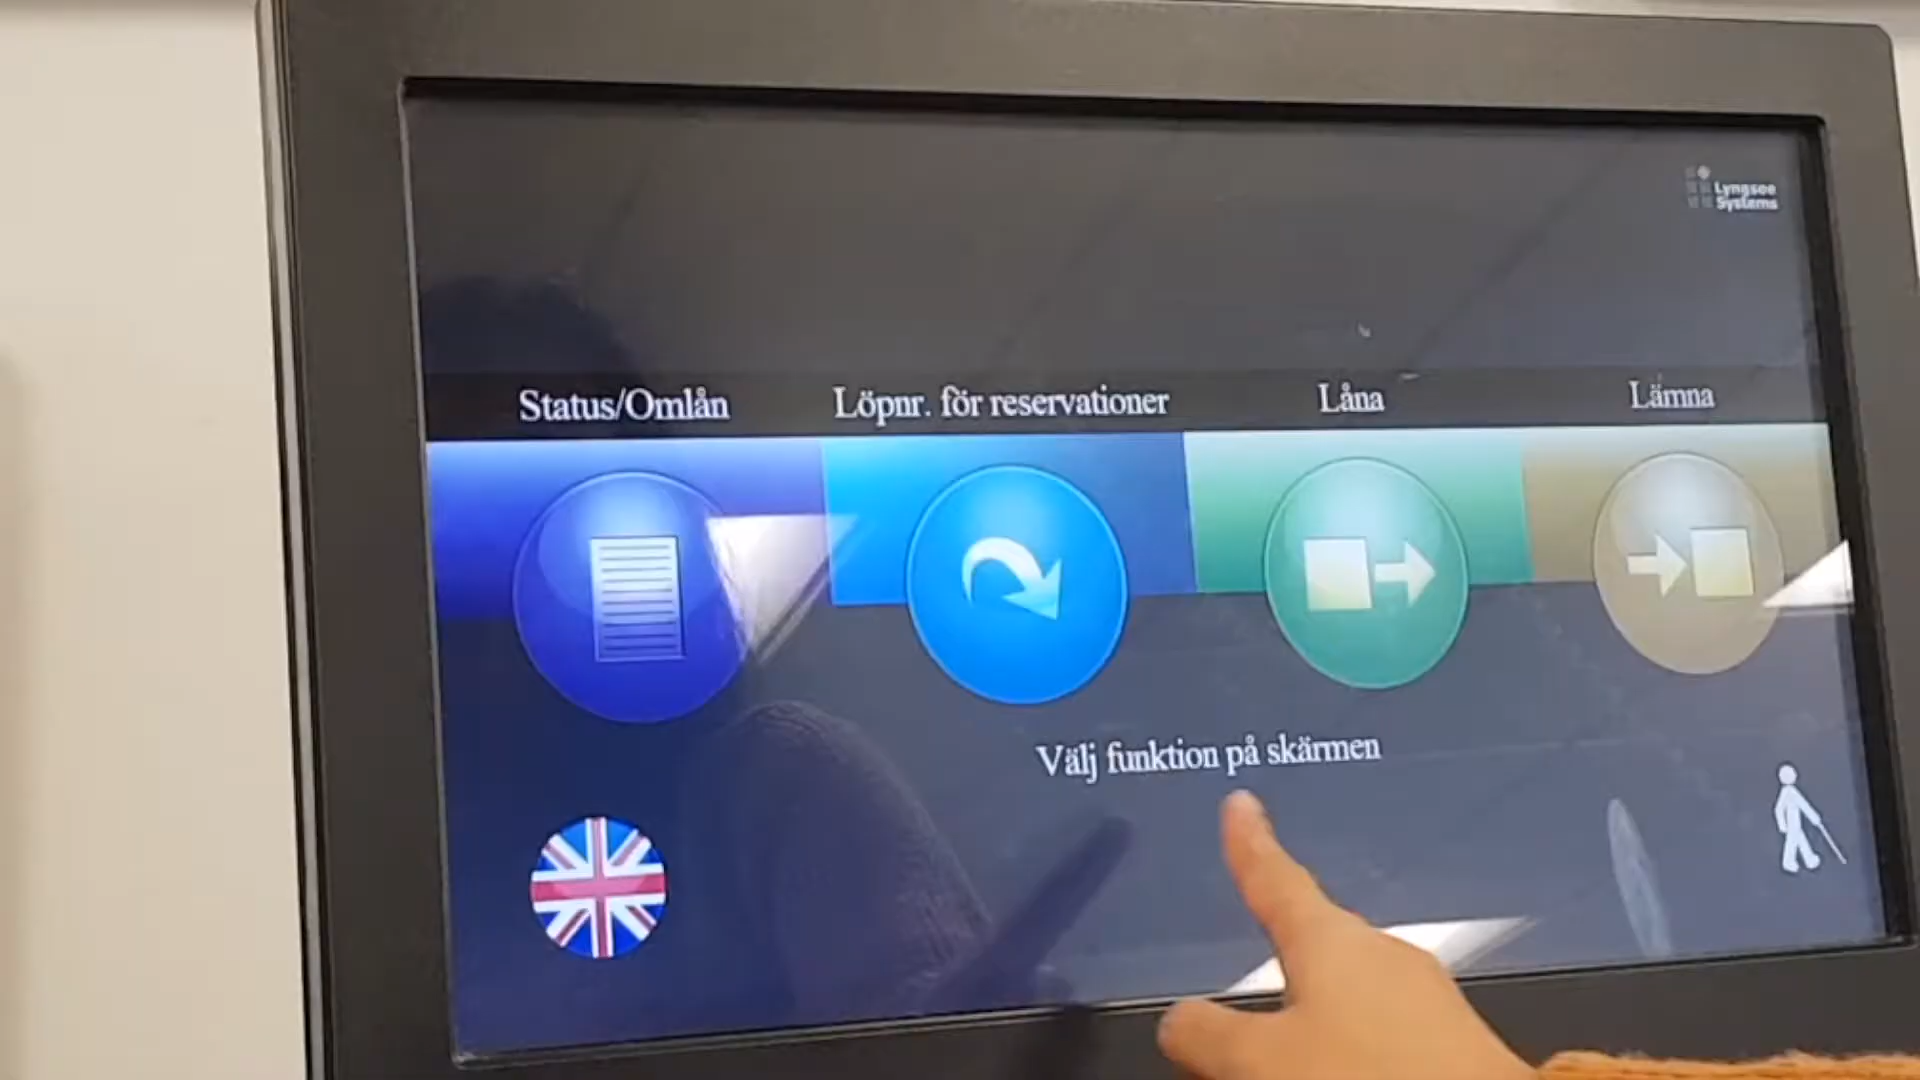 Lyngsoe
Systems
Status/Omlån
Löpnr. för reservationer
Låna
Lämna
Välj funktion på skärmen